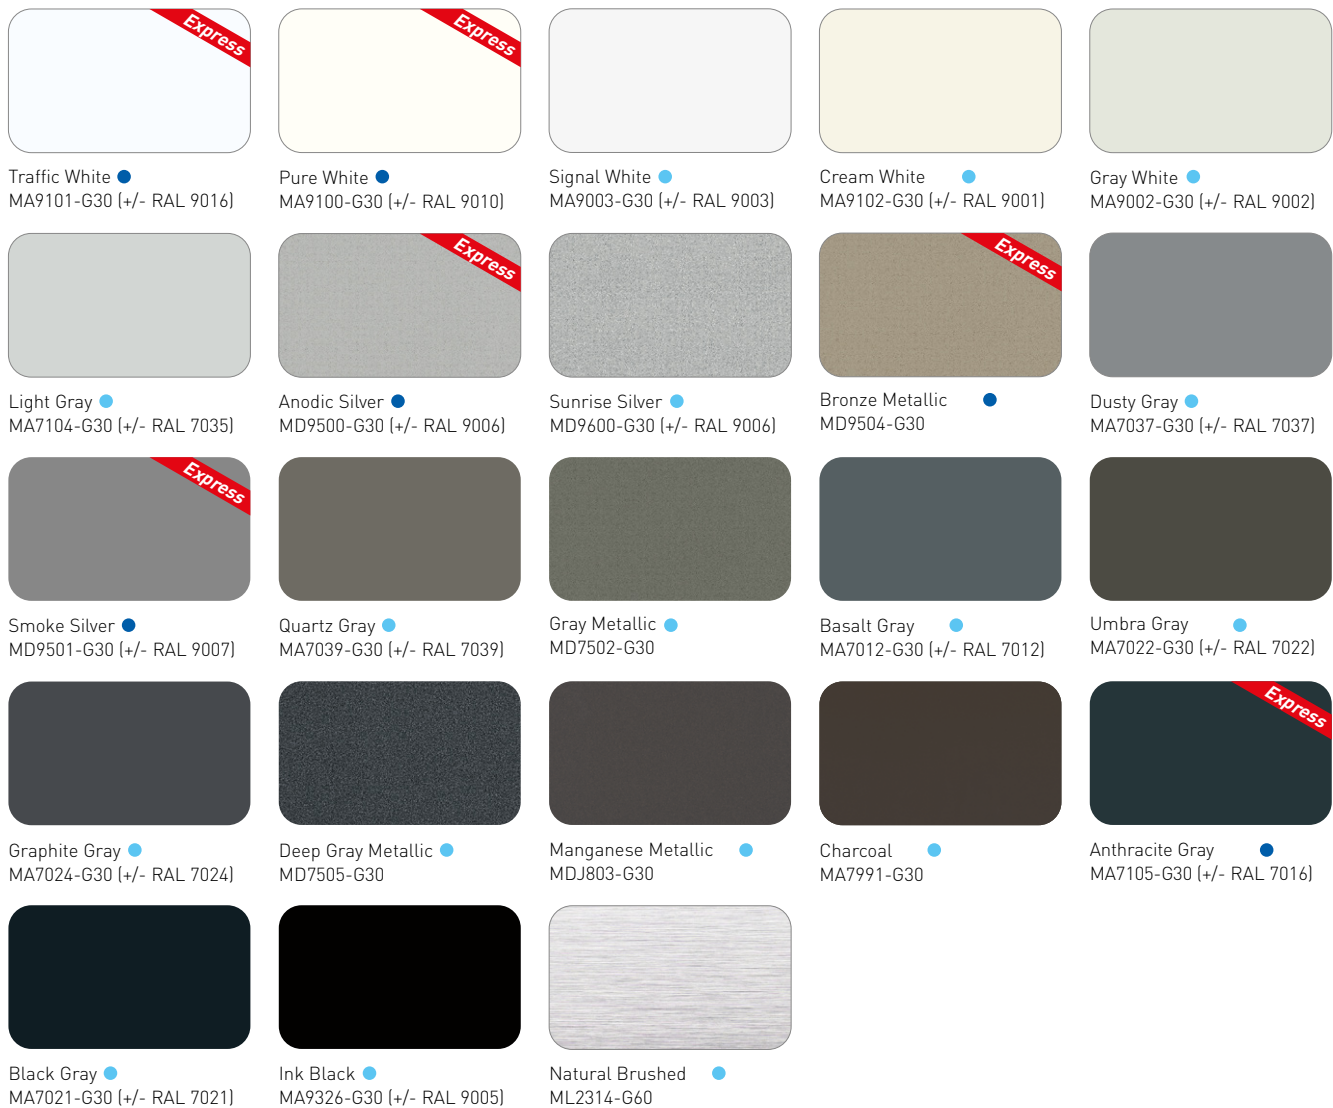 Express
Express
Traffic White
MA9101-G30 (+/- RAL 9016)
Pure White
MA9100-G30 (+/- RAL 9010)
Signal White
MA9003-G30 (+/- RAL 9003)
Cream White
MA9102-G30 (+/- RAL 9001)
Gray White
MA9002-G30 (+/- RAL 9002)
Express
Express
Light Gray
MA7104-G30 (+/- RAL 7035)
Anodic Silver
MD9500-G30 (+/- RAL 9006)
Sunrise Silver
MD9600-G30 (+/- RAL 9006)
Bronze Metallic
MD9504-G30
Dusty Gray
MA7037-G30 (+/- RAL 7037)
Express
Smoke Silver
MD9501-G30 (+/- RAL 9007)
Quartz Gray
MA7039-G30 (+/- RAL 7039)
Gray Metallic
MD7502-G30
Basalt Gray
MA7012-G30 (+/- RAL 7012)
Umbra Gray
MA7022-G30 (+/- RAL 7022)
Express
Graphite Gray
MA7024-G30 (+/- RAL 7024)
Deep Gray Metallic
MD7505-G30
Manganese Metallic
MDJ803-G30
Charcoal
MA7991-G30
Anthracite Gray
MA7105-G30 (+/- RAL 7016)
Black Gray
MA7021-G30 (+/- RAL 7021)
Ink Black
MA9326-G30 (+/- RAL 9005)
Natural Brushed
ML2314-G60